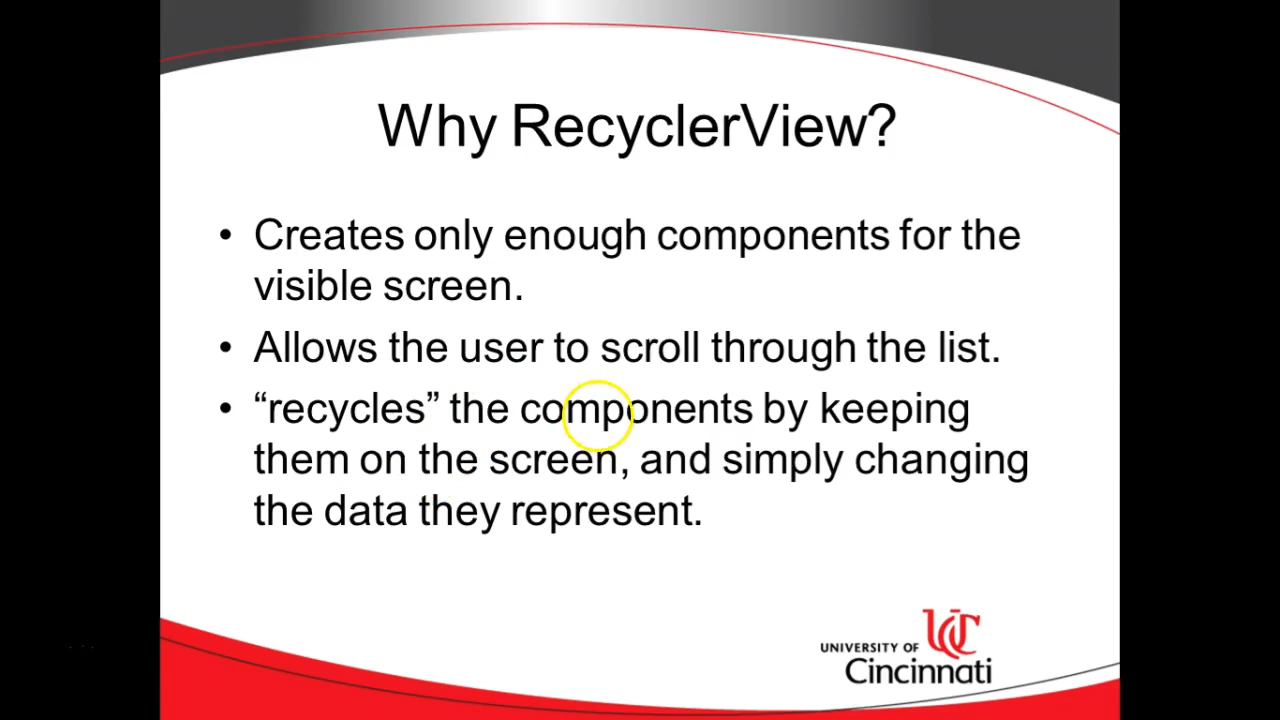 Why RecyclerView?
• Creates only enough components for the
visible screen.
• Allows the user to scroll through the list.
• “recycles” the components by keeping
them on the screen, and simply changing
the data they represent.
UC
UNIVERSITY OF
Cincinnati